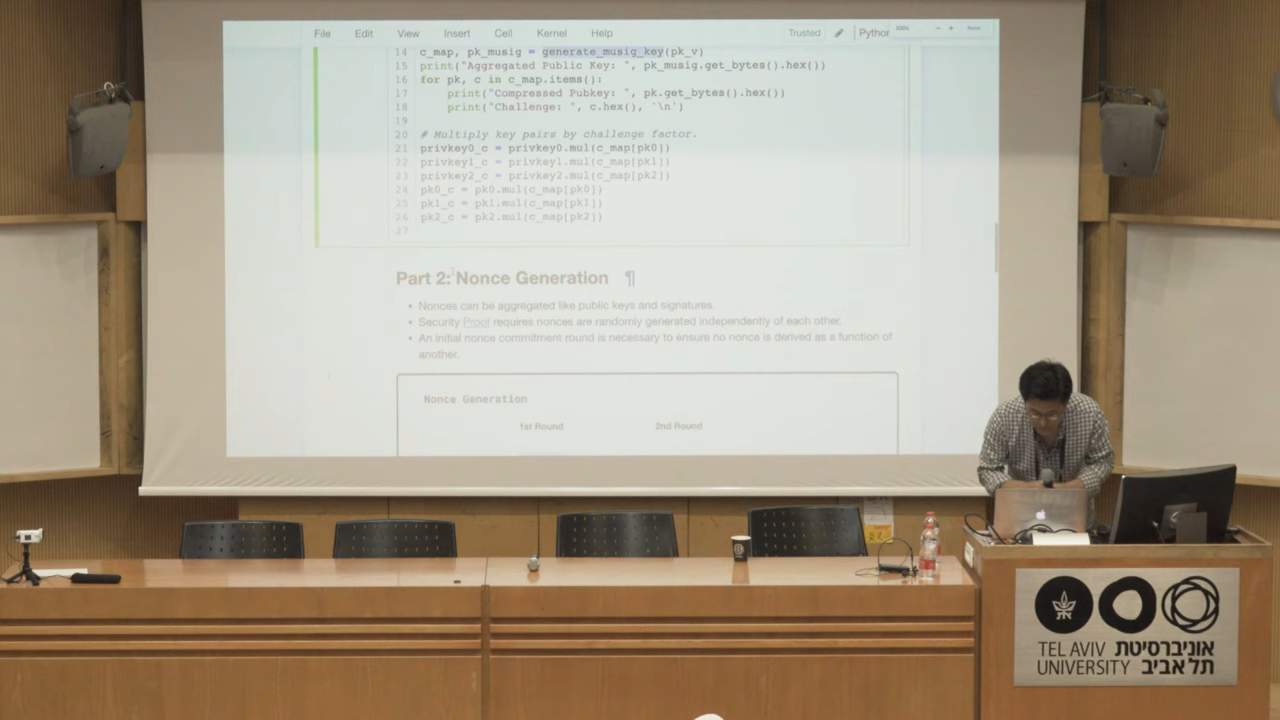 File Edit View Insert Cell Kernel Help Trusted Python
14 c_map, pk_musig = generate_musig_key(pk_v)
15 print("Aggregated Public Key: ", pk_musig.get_bytes().hex())
16 for pk, c in c_map.items():
17 print("Compressed Pubkey: ", pk.get_bytes().hex())
18 print("Challenge: ", c.hex(), '\n')
19
20 # Multiply key pairs by challenge factor.
21 privkey0_c = privkey0.mul(c_map[pk0])
22 privkey1_c = privkey1.mul(c_map[pk1])
23 privkey2_c = privkey2.mul(c_map[pk2])
24 pk0_c = pk0.mul(c_map[pk0])
25 pk1_c = pk1.mul(c_map[pk1])
26 pk2_c = pk2.mul(c_map[pk2])
27
Part 2: Nonce Generation ¶
• Nonces can be aggregated like public keys and signatures.
• Security Proof requires nonces are randomly generated independently of each other.
• An initial nonce commitment round is necessary to ensure no nonce is derived as a function of
another.
Nonce Generation
1st Round 2nd Round
TEL AVIV אוניברסיטת
UNIVERSITY תל אביב